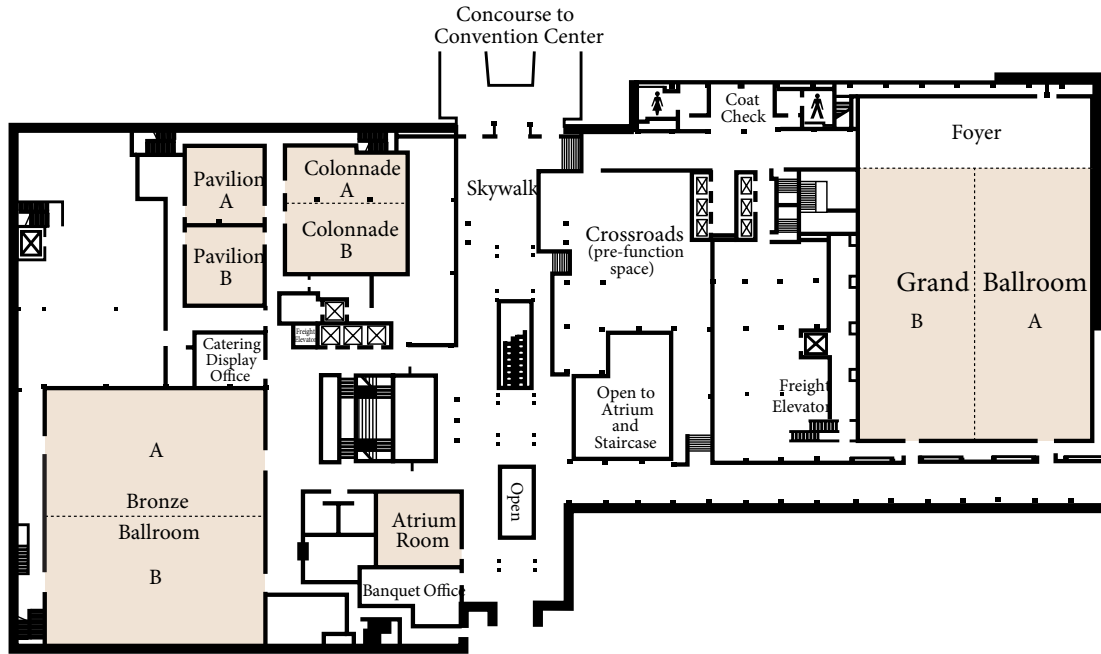 Concourse to
Convention Center
Coat
Check
Foyer
Pavilion
A
Colonnade
A
Skywalk
Colonnade
B
Pavilion
B
Crossroads
(pre-function
space)
Grand Ballroom
B
A
Freight
Elevator
Catering
Display
Office
Freight
Elevator
Open to
Atrium
and
Staircase
A
Bronze
Ballroom
B
Open
Atrium
Room
Banquet Office